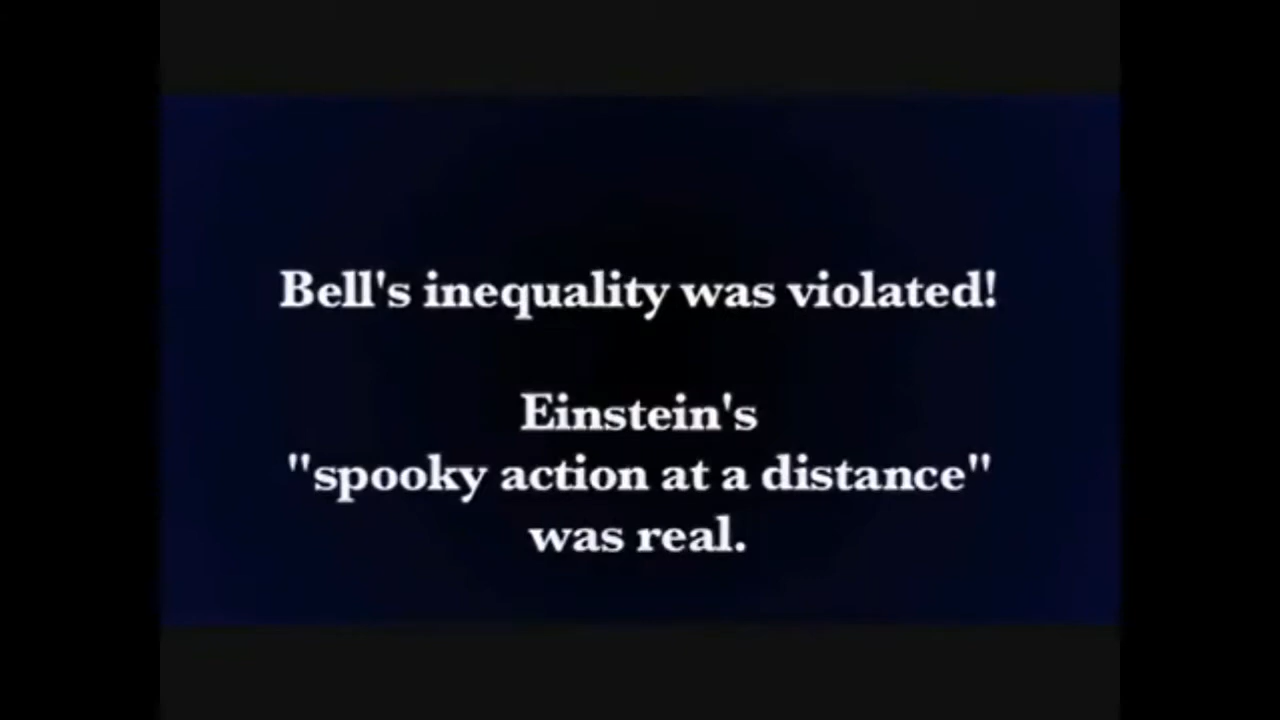 Bell's inequality was violated!
Einstein's
"spooky action at a distance"
was real.